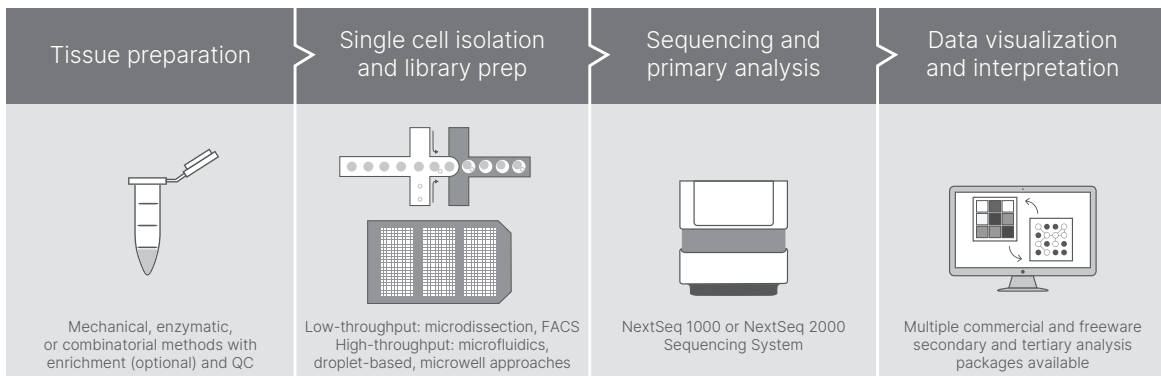 Tissue preparation
Single cell isolation
and library prep
Sequencing and
primary analysis
Data visualization
and interpretation
Mechanical, enzymatic,
or combinatorial methods with
enrichment (optional) and QC
Low-throughput: microdissection, FACS
High-throughput: microfluidics,
droplet-based, microwell approaches
NextSeq 1000 or NextSeq 2000
Sequencing System
Multiple commercial and freeware
secondary and tertiary analysis
packages available